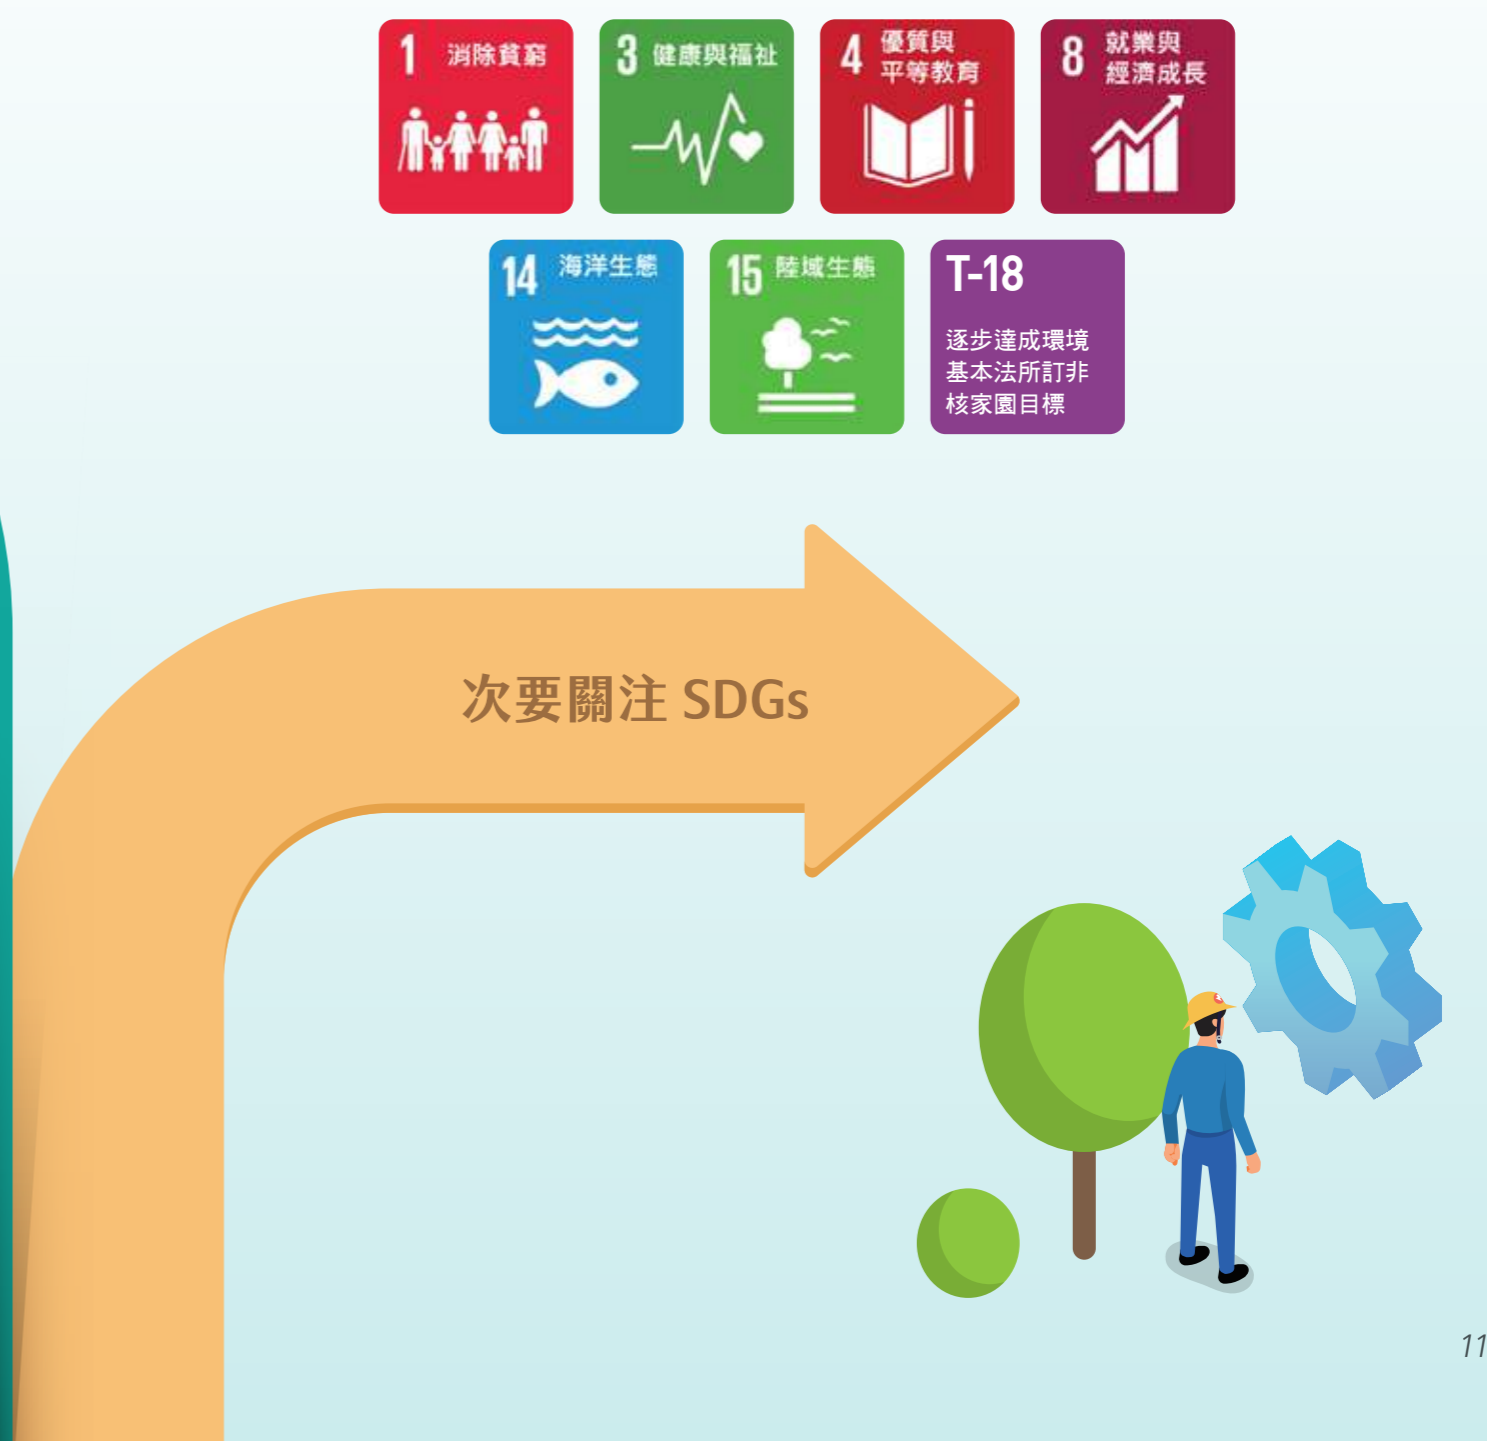 1 消除貧窮
3 健康與福祉
4 優質與
平等教育
8 就業與
經濟成長
14 海洋生態
15 陸域生態
T-18
逐步達成環境
基本法所訂非
核家園目標
次要關注 SDGs
11